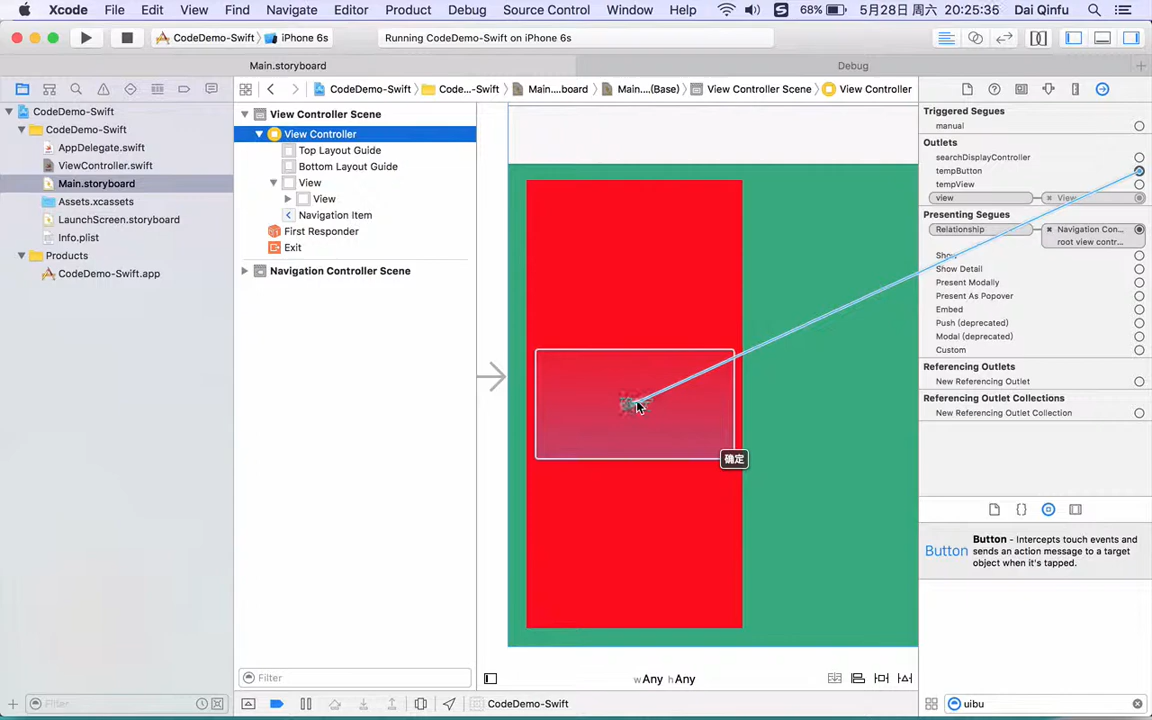 Xcode File Edit View Find Navigate Editor Product Debug Source Control Window Help 68% 5月28日 周六 20:25:36 Dai Qinfu
CodeDemo-Swift iPhone 6s Running CodeDemo-Swift on iPhone 6s
Main.storyboard Debug
CodeDemo-Swift Code...-Swift Main....board Main....(Base) View Controller Scene View Controller
CodeDemo-Swift
CodeDemo-Swift
AppDelegate.swift
ViewController.swift
Main.storyboard
Assets.xcassets
LaunchScreen.storyboard
Info.plist
Products
CodeDemo-Swift.app
Filter
View Controller Scene
View Controller
Top Layout Guide
Bottom Layout Guide
View
View
Navigation Item
First Responder
Exit
Navigation Controller Scene
Filter
确定
wAny hAny
CodeDemo-Swift
Triggered Segues
manual
Outlets
searchDisplayController
tempButton
tempView
view View
Presenting Segues
Relationship Navigation Con...
root view contr...
Show
Show Detail
Present Modally
Present As Popover
Embed
Push (deprecated)
Modal (deprecated)
Custom
Referencing Outlets
New Referencing Outlet
Referencing Outlet Collections
New Referencing Outlet Collection
Button Button - Intercepts touch events and
sends an action message to a target
object when it's tapped.
uibu